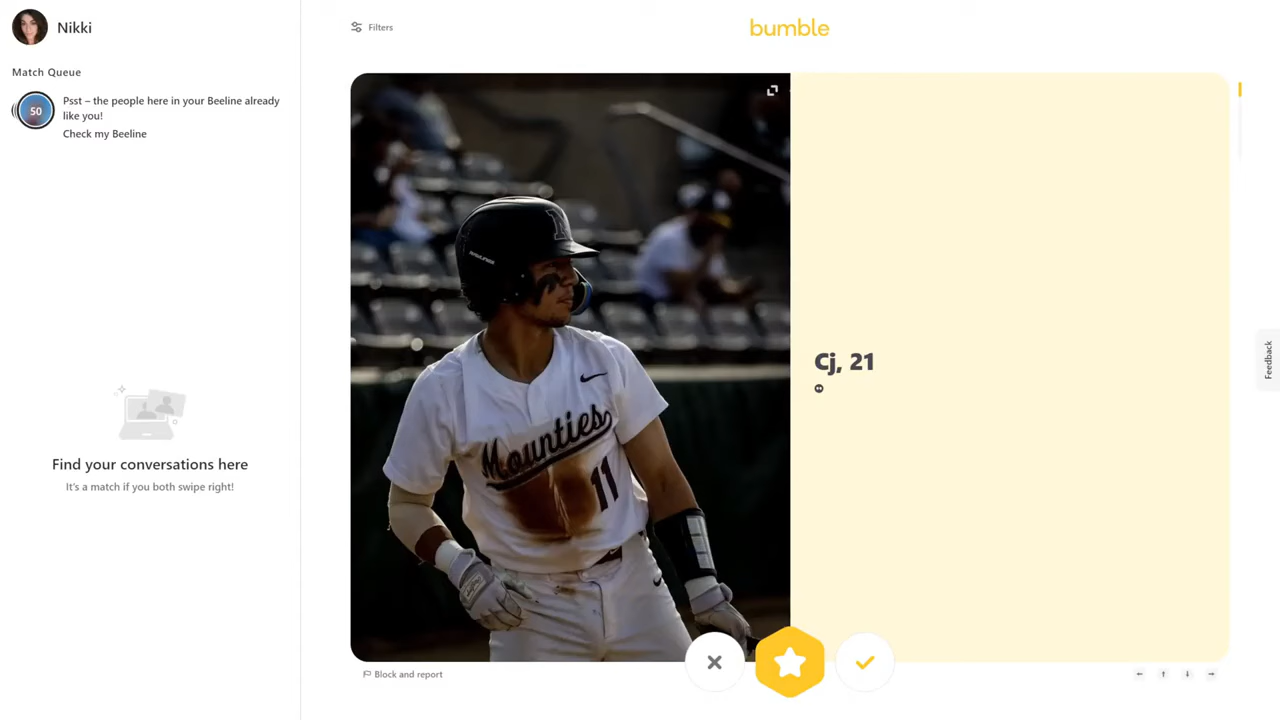 Nikki
Match Queue
50
Psst – the people here in your Beeline already
like you!
Check my Beeline
Find your conversations here
It's a match if you both swipe right!
Filters
bumble
RAWLINGS
Mounties
11
Cj, 21
Block and report
Feedback